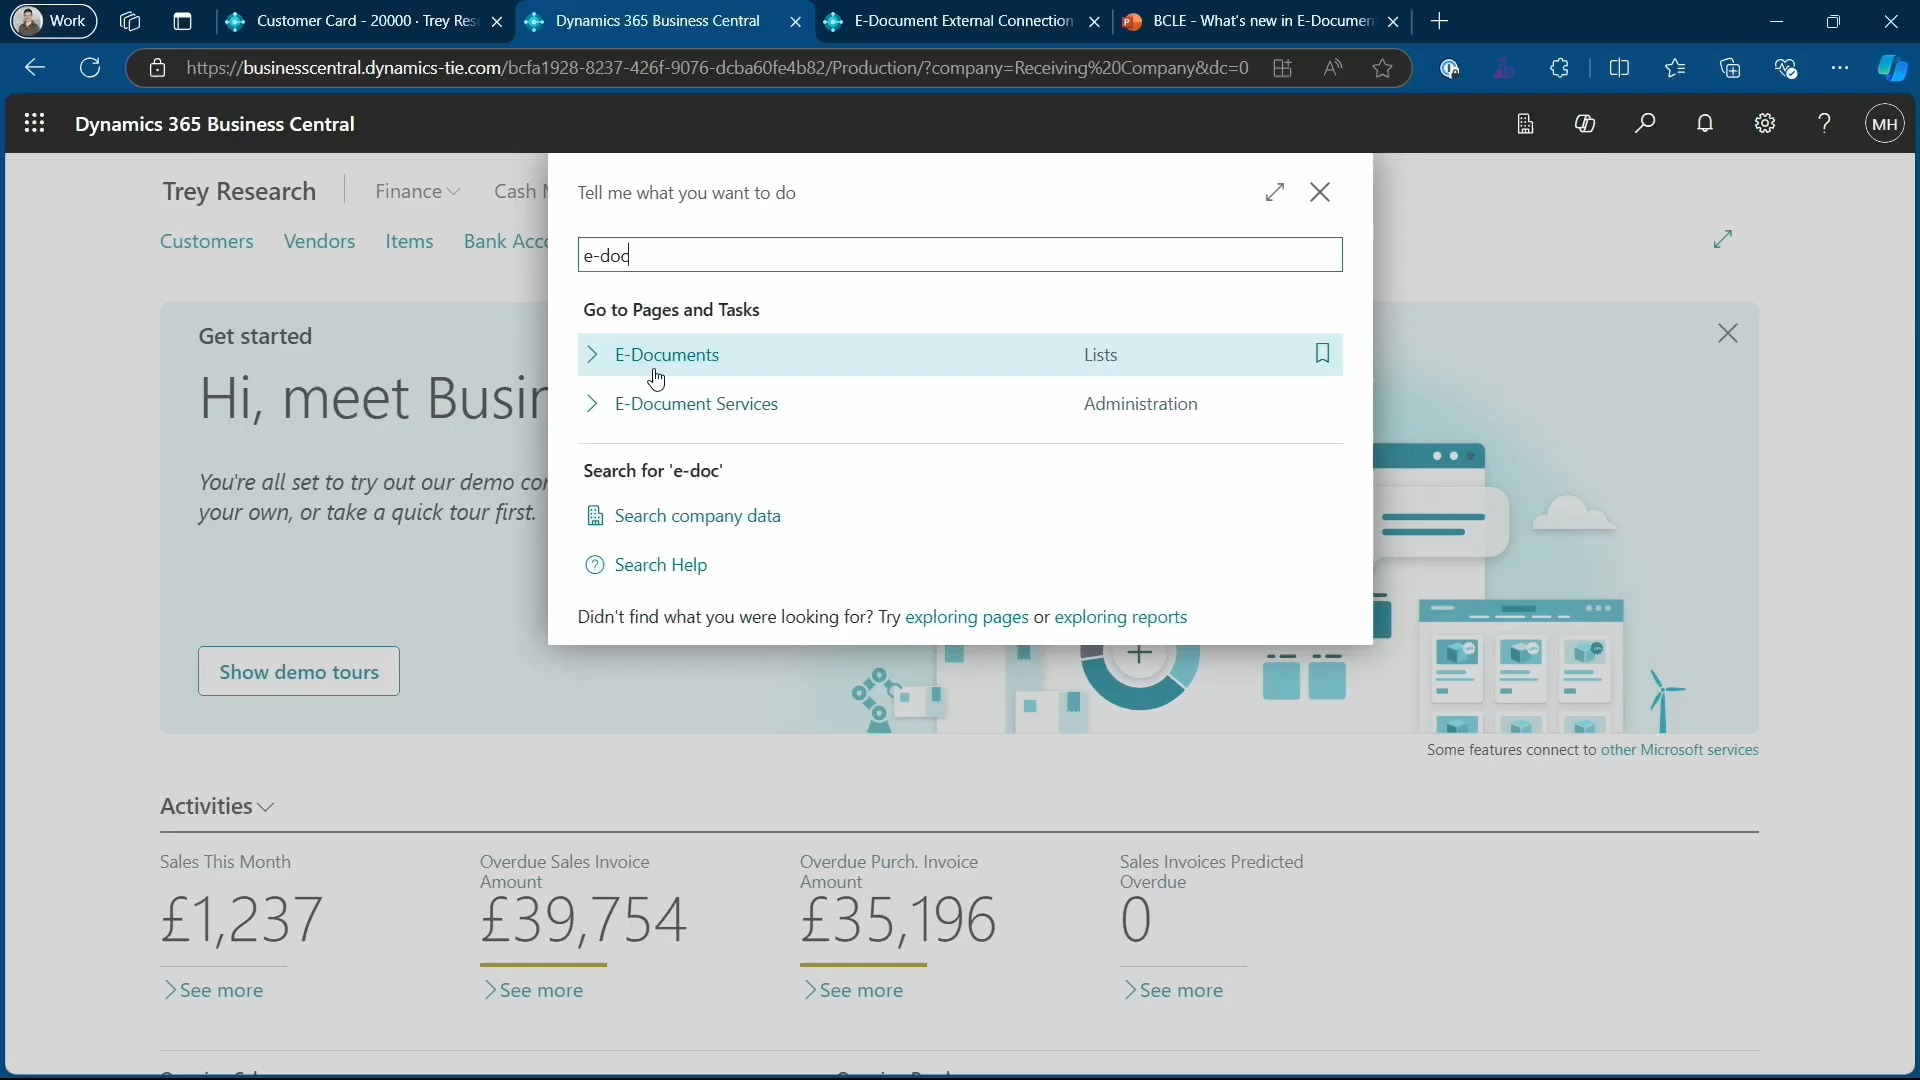 Work
Customer Card - 20000 · Trey Res
Dynamics 365 Business Central
E-Document External Connection
BCLE - What's new in E-Documen
https://businesscentral.dynamics-tie.com/bcfa1928-8237-426f-9076-dcba60fe4b82/Production/?company=Receiving%20Company&dc=0
Dynamics 365 Business Central
MH
Trey Research
Finance
Cash M
Customers
Vendors
Items
Bank Acco
Tell me what you want to do
e-doc
Go to Pages and Tasks
E-Documents
Lists
E-Document Services
Administration
Search for 'e-doc'
Search company data
Search Help
Didn't find what you were looking for? Try exploring pages or exploring reports
Get started
Hi, meet Busin
You're all set to try out our demo con
your own, or take a quick tour first.
Show demo tours
Some features connect to other Microsoft services
Activities
Sales This Month
£1,237
See more
Overdue Sales Invoice
Amount
£39,754
See more
Overdue Purch. Invoice
Amount
£35,196
See more
Sales Invoices Predicted
Overdue
0
See more